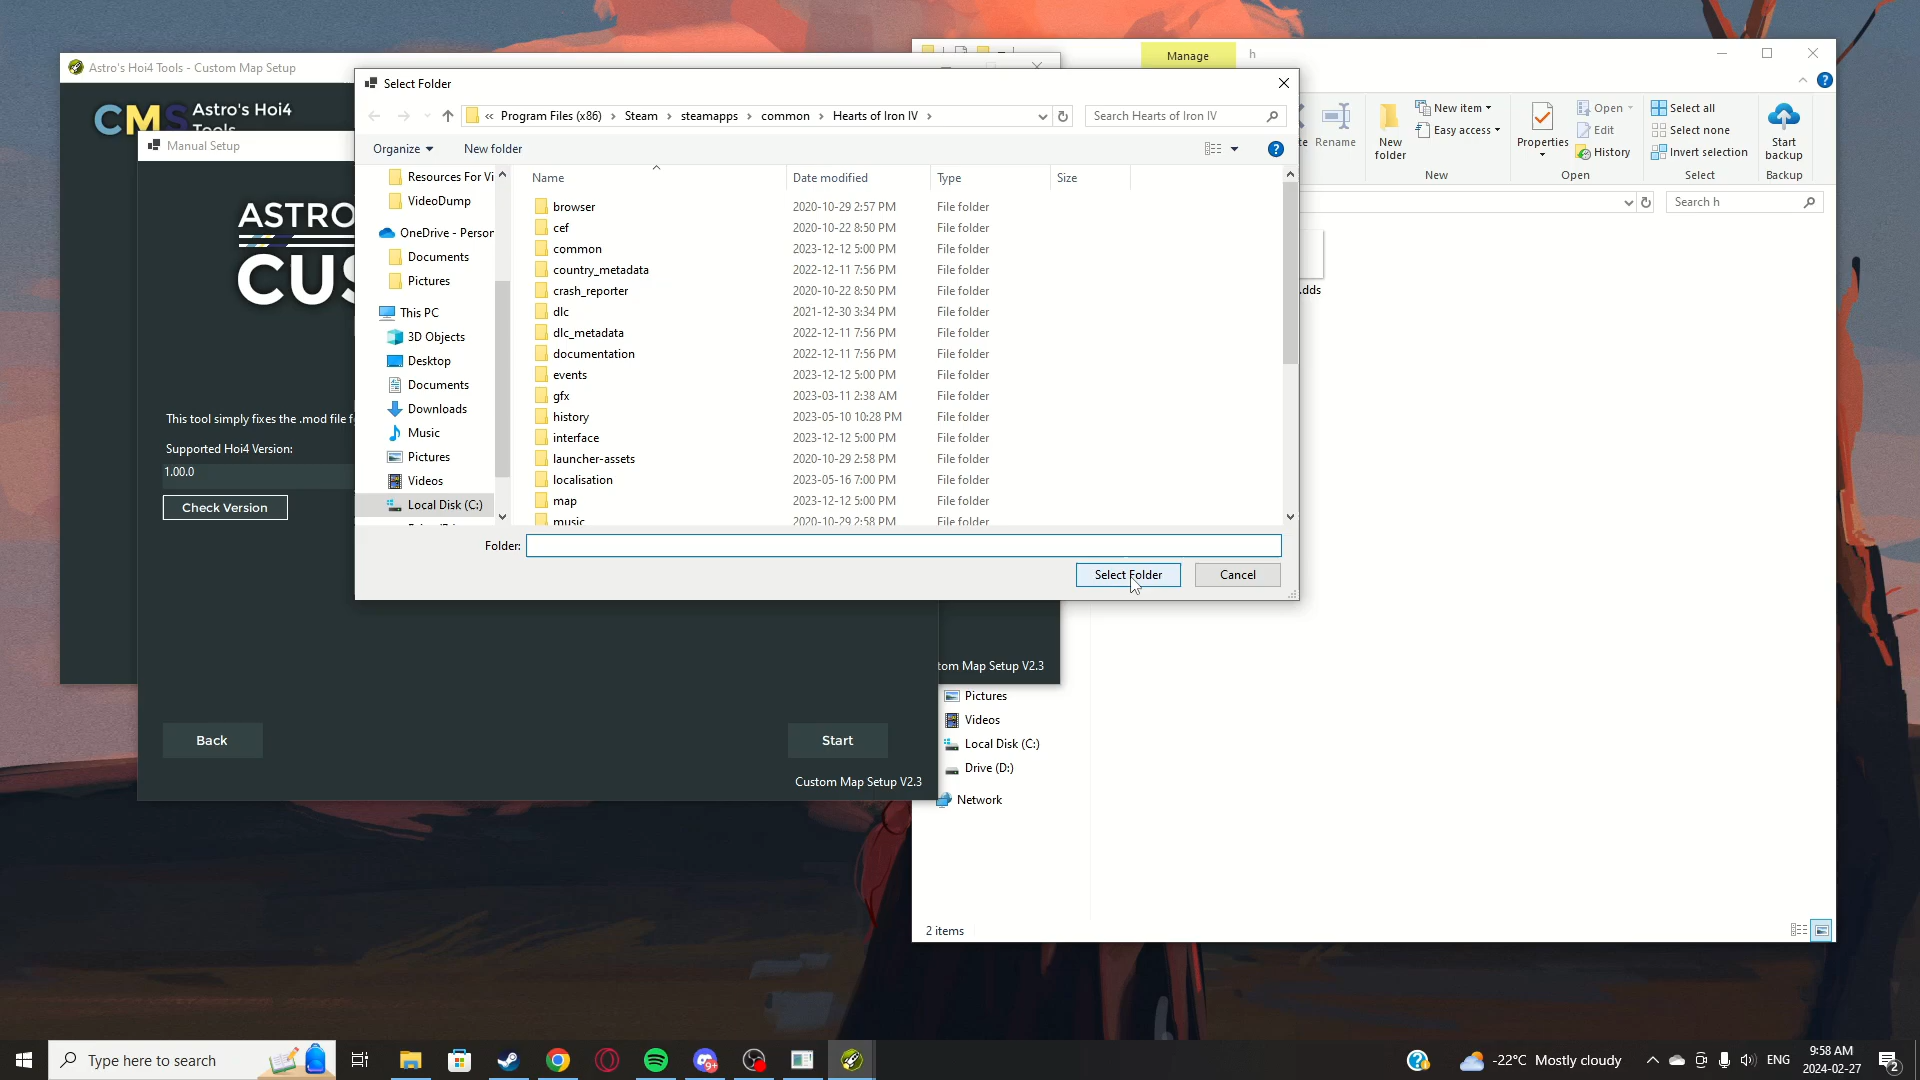 Astro's Hoi4 Tools - Custom Map Setup
CMS
Astro's Hoi4
Tools
Manual Setup
ASTRO
CUS
This tool simply fixes the .mod file f
Supported Hoi4 Version:
1.00.0
Check Version
Back
Start
Custom Map Setup V2.3
tom Map Setup V2.3
Select Folder
« Program Files (x86) > Steam > steamapps > common > Hearts of Iron IV >
Search Hearts of Iron IV
Organize
New folder
Resources For Vi
VideoDump
OneDrive - Person
Documents
Pictures
This PC
3D Objects
Desktop
Documents
Downloads
Music
Pictures
Videos
Local Disk (C:)
Name Date modified Type Size
browser 2020-10-29 2:57 PM File folder
cef 2020-10-22 8:50 PM File folder
common 2023-12-12 5:00 PM File folder
country_metadata 2022-12-11 7:56 PM File folder
crash_reporter 2020-10-22 8:50 PM File folder
dlc 2021-12-30 3:34 PM File folder
dlc_metadata 2022-12-11 7:56 PM File folder
documentation 2022-12-11 7:56 PM File folder
events 2023-12-12 5:00 PM File folder
gfx 2023-03-11 2:38 AM File folder
history 2023-05-10 10:28 PM File folder
interface 2023-12-12 5:00 PM File folder
launcher-assets 2020-10-29 2:58 PM File folder
localisation 2023-05-16 7:00 PM File folder
map 2023-12-12 5:00 PM File folder
music 2020-10-29 2:58 PM File folder
Folder:
Select Folder
Cancel
Manage
h
te
Rename
New
folder
New item
Easy access
New
Properties
Open
Edit
History
Open
Select all
Select none
Invert selection
Select
Start
backup
Backup
Search h
.dds
Pictures
Videos
Local Disk (C:)
Drive (D:)
Network
2 items
Type here to search
9+
-22°C Mostly cloudy
ENG
9:58 AM
2024-02-27
2